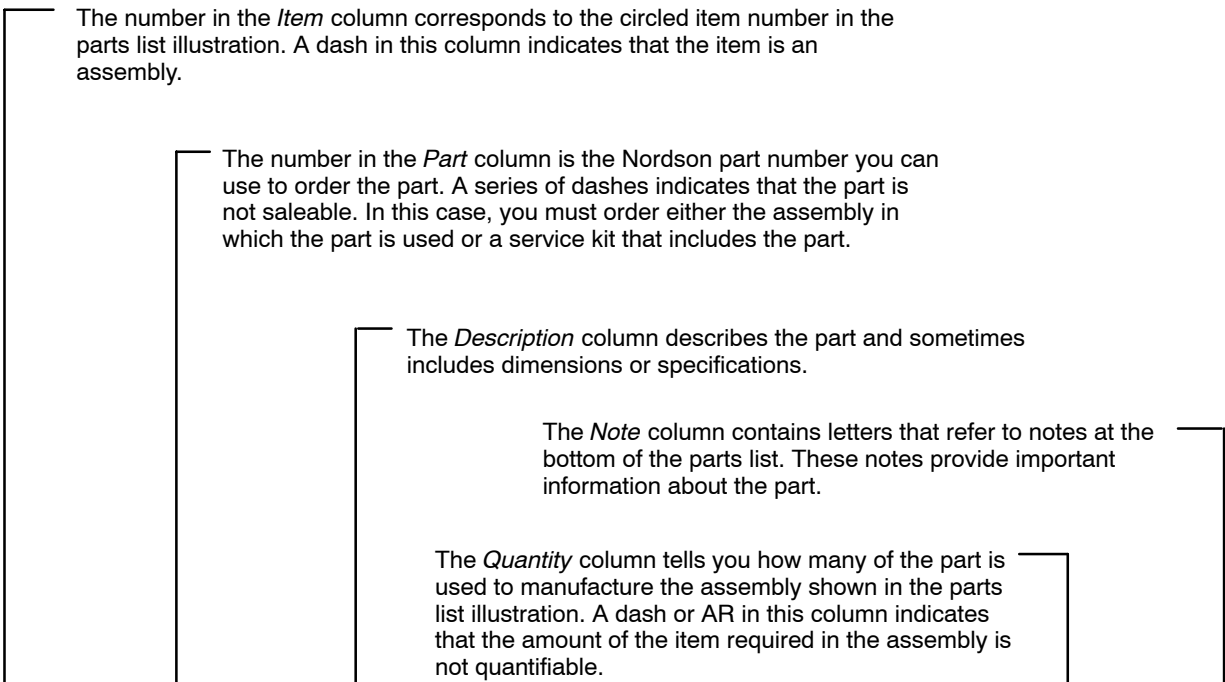 The number in the Item column corresponds to the circled item number in the
parts list illustration. A dash in this column indicates that the item is an
assembly.
The number in the Part column is the Nordson part number you can
use to order the part. A series of dashes indicates that the part is
not saleable. In this case, you must order either the assembly in
which the part is used or a service kit that includes the part.
The Description column describes the part and sometimes
includes dimensions or specifications.
The Note column contains letters that refer to notes at the
bottom of the parts list. These notes provide important
information about the part.
The Quantity column tells you how many of the part is
used to manufacture the assembly shown in the parts
list illustration. A dash or AR in this column indicates
that the amount of the item required in the assembly is
not quantifiable.